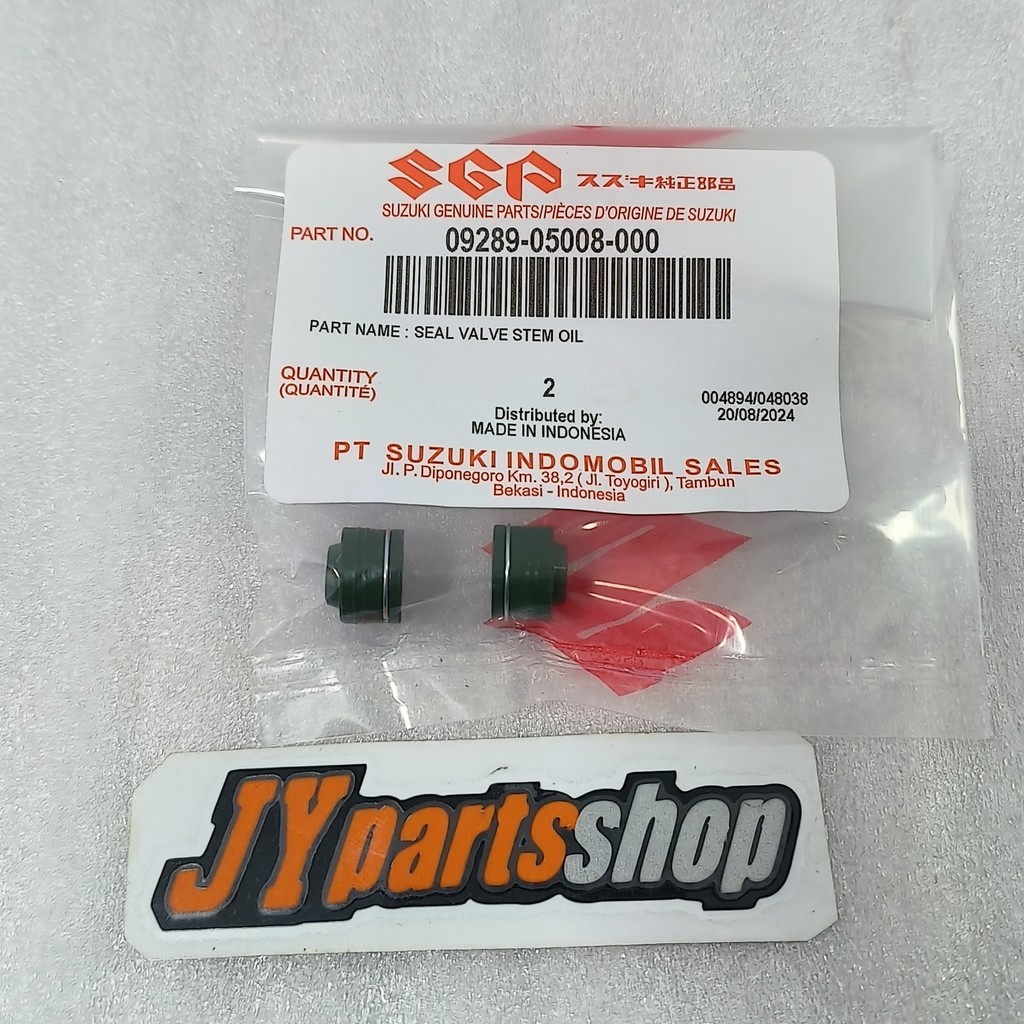 SGP スズキ純正部品
SUZUKI GENUINE PARTS/PIÈCES D'ORIGINE DE SUZUKI
PART NO. 09289-05008-000
PART NAME : SEAL VALVE STEM OIL
QUANTITY
(QUANTITÉ)
2
004894/048038
20/08/2024
Distributed by:
MADE IN INDONESIA
PT SUZUKI INDOMOBIL SALES
Jl. P. Diponegoro Km. 38,2 ( Jl. Toyogiri ), Tambun
Bekasi - Indonesia
JYpartsshop